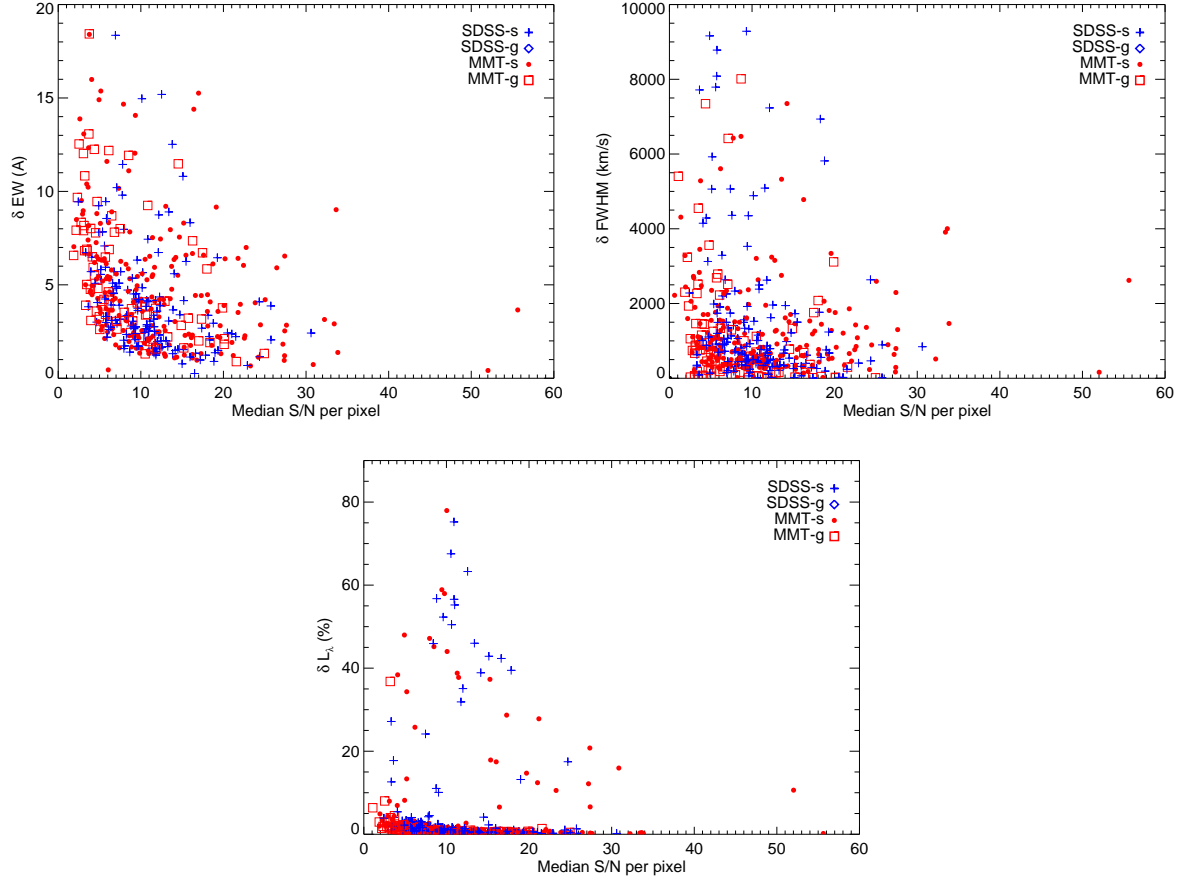 20
15
10
5
0
δ EW (A)
SDSS-s
SDSS-g
MMT-s
MMT-g
0 10 20 30 40 50 60
Median S/N per pixel
10000
8000
6000
4000
2000
0
δ FWHM (km/s)
SDSS-s
SDSS-g
MMT-s
MMT-g
0 10 20 30 40 50 60
Median S/N per pixel
80
60
40
20
0
δ Lλ (%)
SDSS-s
SDSS-g
MMT-s
MMT-g
0 10 20 30 40 50 60
Median S/N per pixel